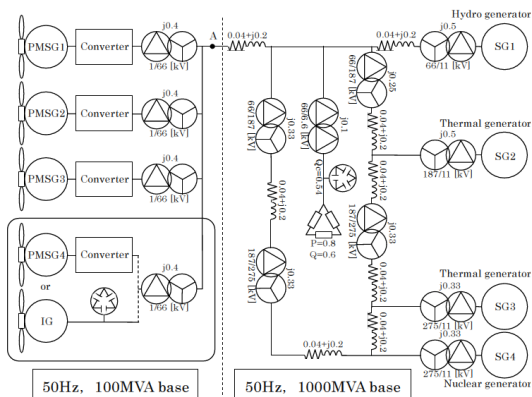 j0.4
PMSG1
Converter
1/66 [kV]
j0.4
PMSG2
Converter
1/66 [kV]
j0.4
PMSG3
Converter
1/66 [kV]
PMSG4
Converter
or
j0.4
1/66 [kV]
IG
50Hz, 100MVA base
A
0.04+j0.2
66/187 [kV]
j0.33
0.04+j0.2
187/275 [kV]
j0.33
66/6.6 [kV]
j0.1
Qc=0.54
P=0.8
Q=0.6
66/187 [kV]
j0.25
0.04+j0.2
0.04+j0.2
187/275 [kV]
j0.33
0.04+j0.2
0.04+j0.2
0.04+j0.2
Hydro generator
0.04+j0.2
j0.5
SG1
66/11 [kV]
Thermal generator
j0.5
SG2
187/11 [kV]
Thermal generator
j0.33
SG3
275/11 [kV]
j0.33
SG4
275/11 [kV]
Nuclear generator
50Hz, 1000MVA base